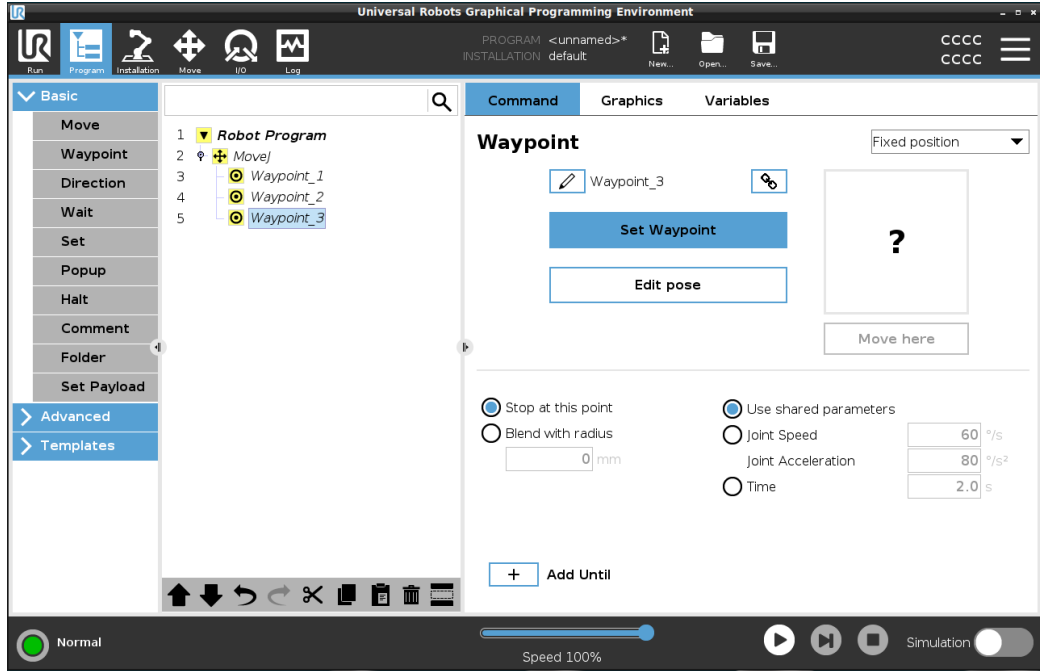 Universal Robots Graphical Programming Environment
UR
Run
Program
Installation
Move
I/O
Log
PROGRAM <unnamed>*
INSTALLATION default
New...
Open...
Save...
CCCC
CCCC
Basic
Move
Waypoint
Direction
Wait
Set
Popup
Halt
Comment
Folder
Set Payload
Advanced
Templates
1 Robot Program
2 MoveJ
3 Waypoint_1
4 Waypoint_2
5 Waypoint_3
Command Graphics Variables
Waypoint
Fixed position
Waypoint_3
Set Waypoint
?
Edit pose
Move here
Stop at this point
Blend with radius
0 mm
Use shared parameters
Joint Speed 60 °/s
Joint Acceleration 80 °/s²
Time 2.0 s
+ Add Until
Normal
Speed 100%
Simulation